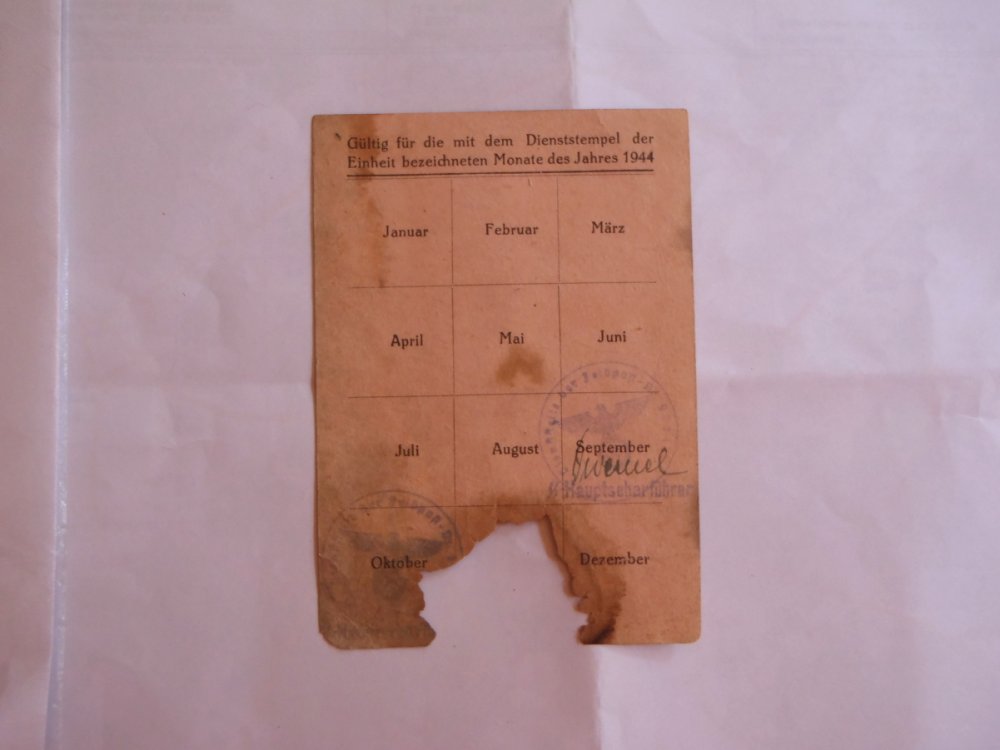 Gültig für die mit dem Dienststempel der
Einheit bezeichneten Monate des Jahres 1944
Januar Februar März
April Mai Juni
Juli August September
Hauptscharführer
Oktober Dezember